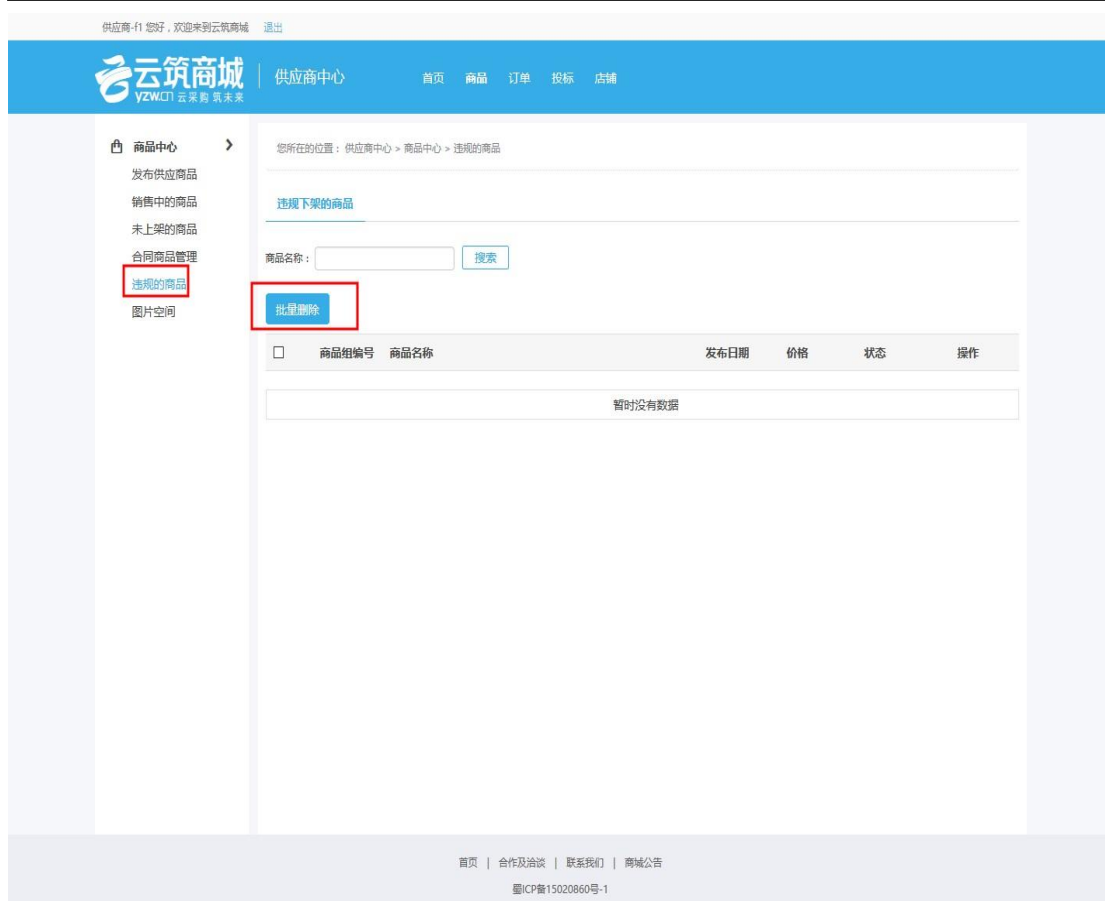 供应商-f1 您好，欢迎来到云筑商城 退出
云筑商城 供应商中心 首页 商品 订单 投标 店铺
yzw.cn 云采购 筑未来
商品中心
发布供应商品
销售中的商品
未上架的商品
合同商品管理
违规的商品
图片空间
您所在的位置：供应商中心 > 商品中心 > 违规的商品
违规下架的商品
商品名称： 搜索
批量删除
商品组编号 商品名称 发布日期 价格 状态 操作
暂时没有数据
首页 | 合作及洽谈 | 联系我们 | 商城公告
蜀ICP备15020860号-1